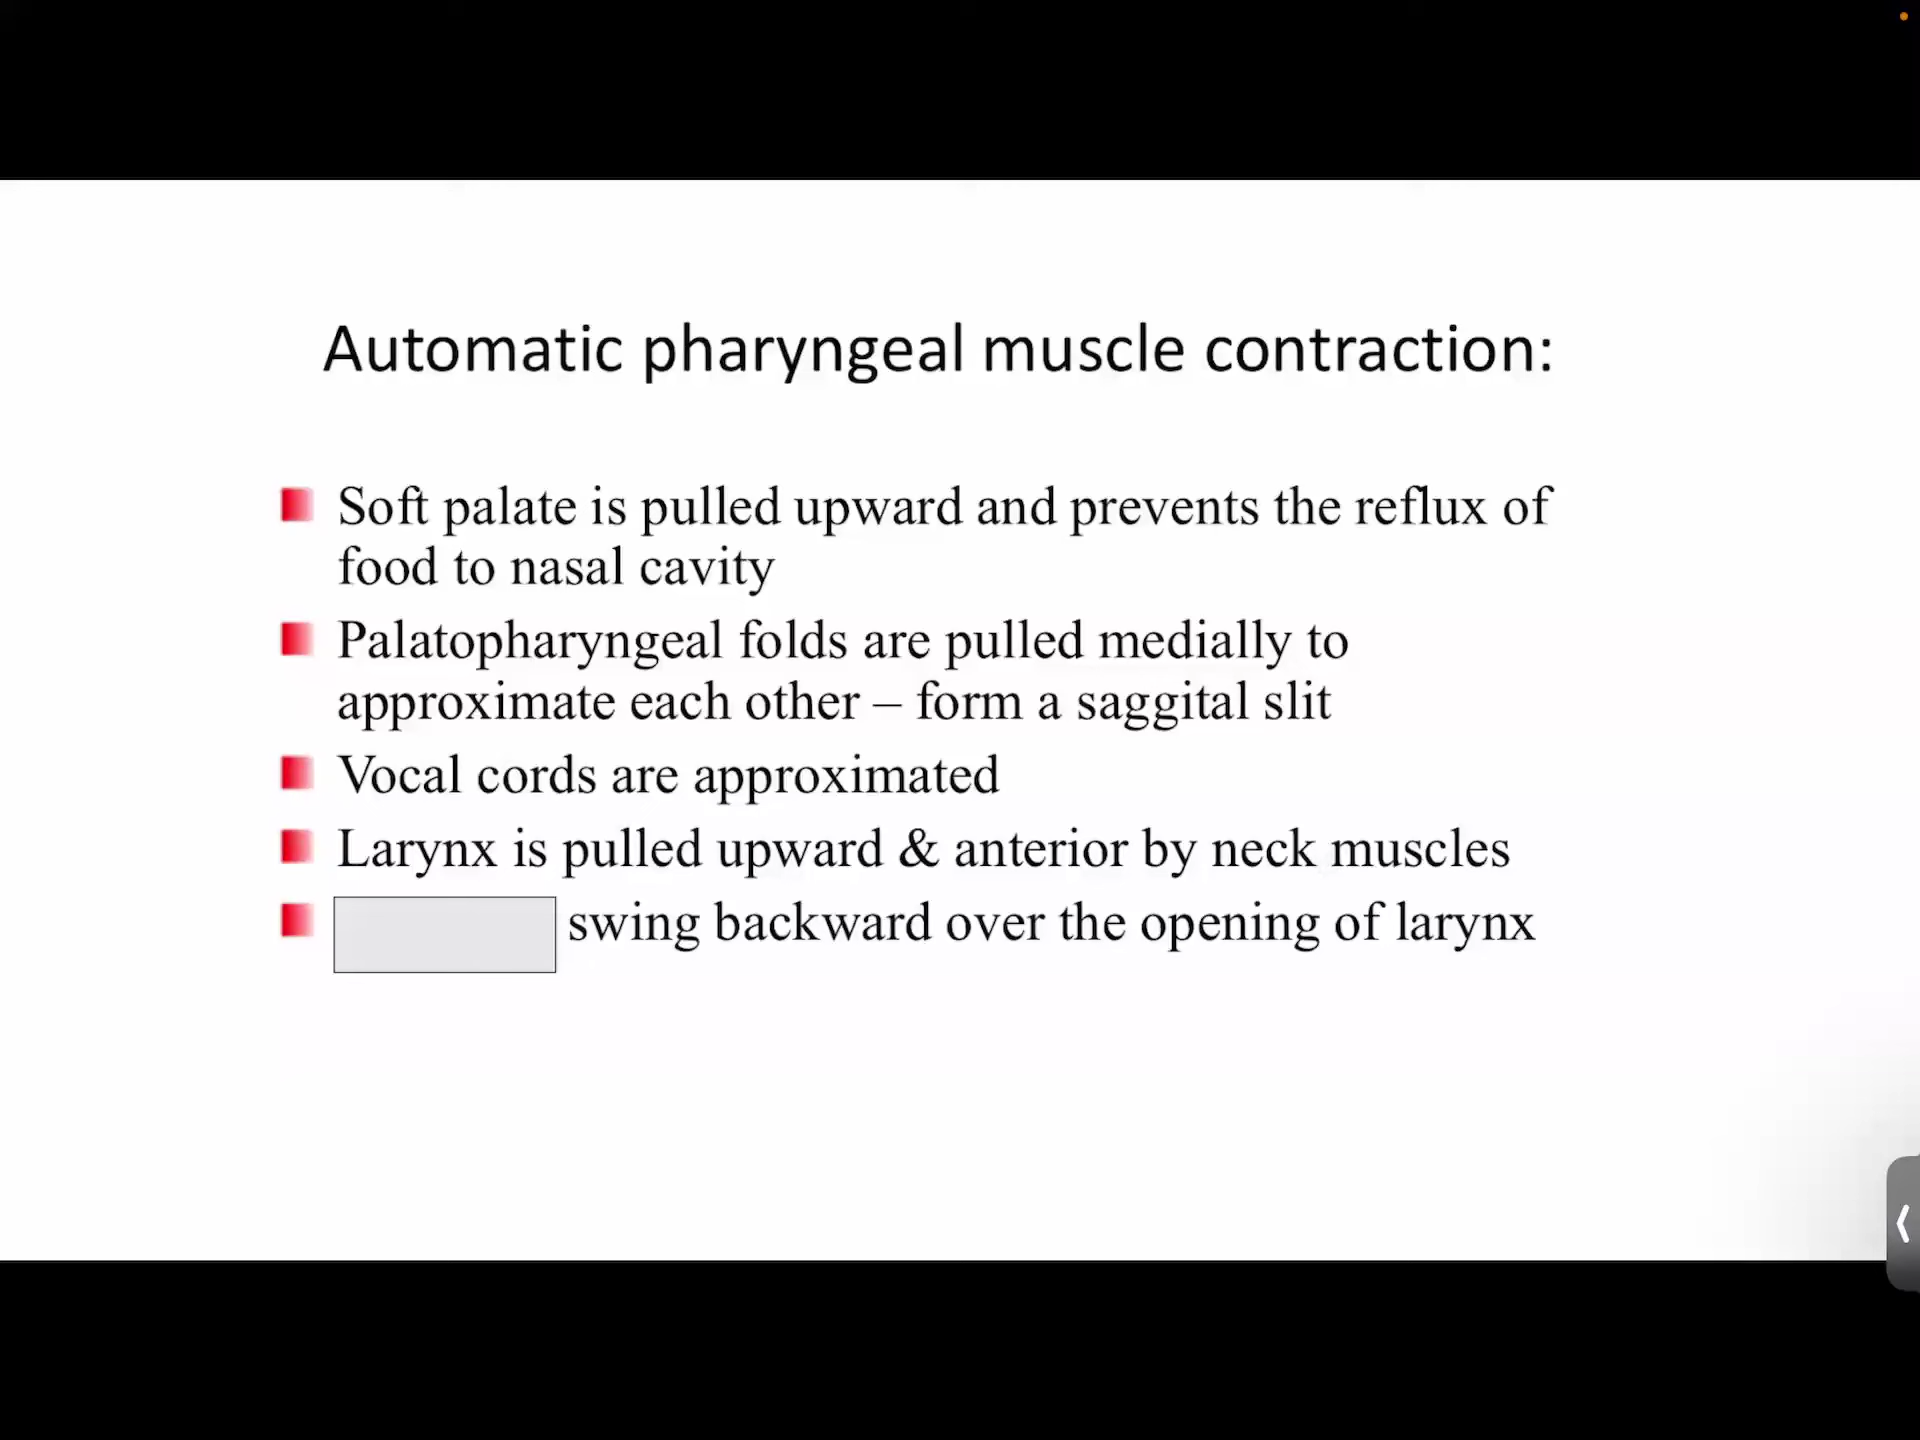 Automatic pharyngeal muscle contraction:
Soft palate is pulled upward and prevents the reflux of
food to nasal cavity
Palatopharyngeal folds are pulled medially to
approximate each other – form a saggital slit
Vocal cords are approximated
Larynx is pulled upward & anterior by neck muscles
swing backward over the opening of larynx